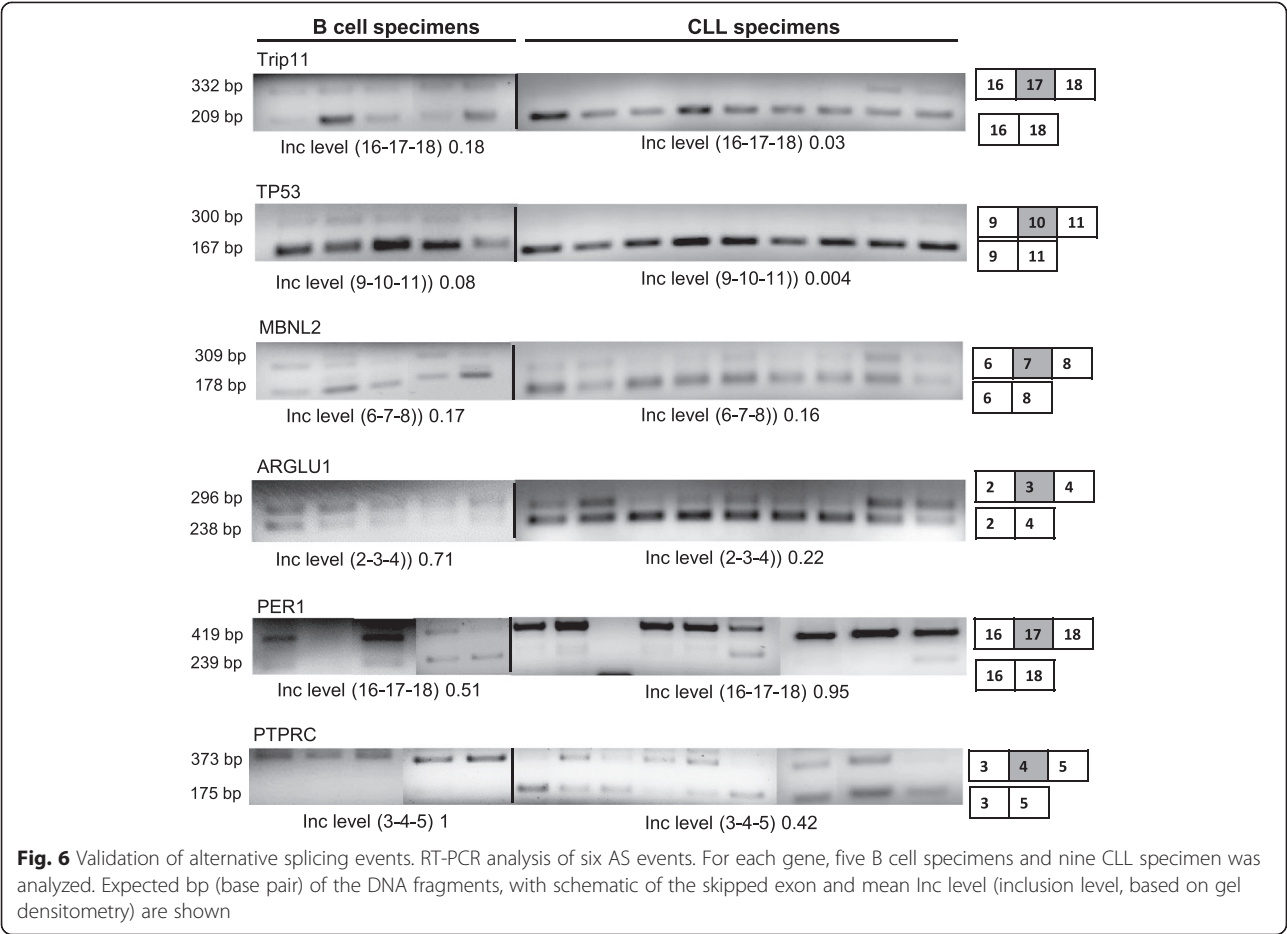 B cell specimens CLL specimens
Trip11
332 bp
16 17 18
209 bp
16 18
Inc level (16-17-18) 0.18 Inc level (16-17-18) 0.03
TP53
300 bp
9 10 11
167 bp
9 11
Inc level (9-10-11)) 0.08 Inc level (9-10-11)) 0.004
MBNL2
309 bp
6 7 8
178 bp
6 8
Inc level (6-7-8)) 0.17 Inc level (6-7-8)) 0.16
ARGLU1
296 bp
2 3 4
238 bp
2 4
Inc level (2-3-4)) 0.71 Inc level (2-3-4)) 0.22
PER1
419 bp
16 17 18
239 bp
16 18
Inc level (16-17-18) 0.51 Inc level (16-17-18) 0.95
PTPRC
373 bp
3 4 5
175 bp
3 5
Inc level (3-4-5) 1 Inc level (3-4-5) 0.42
Fig. 6 Validation of alternative splicing events. RT-PCR analysis of six AS events. For each gene, five B cell specimens and nine CLL specimen was
analyzed. Expected bp (base pair) of the DNA fragments, with schematic of the skipped exon and mean Inc level (inclusion level, based on gel
densitometry) are shown